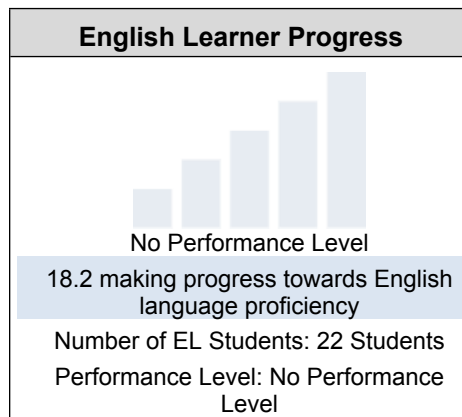 English Learner Progress
No Performance Level
18.2 making progress towards English
language proficiency
Number of EL Students: 22 Students
Performance Level: No Performance
Level